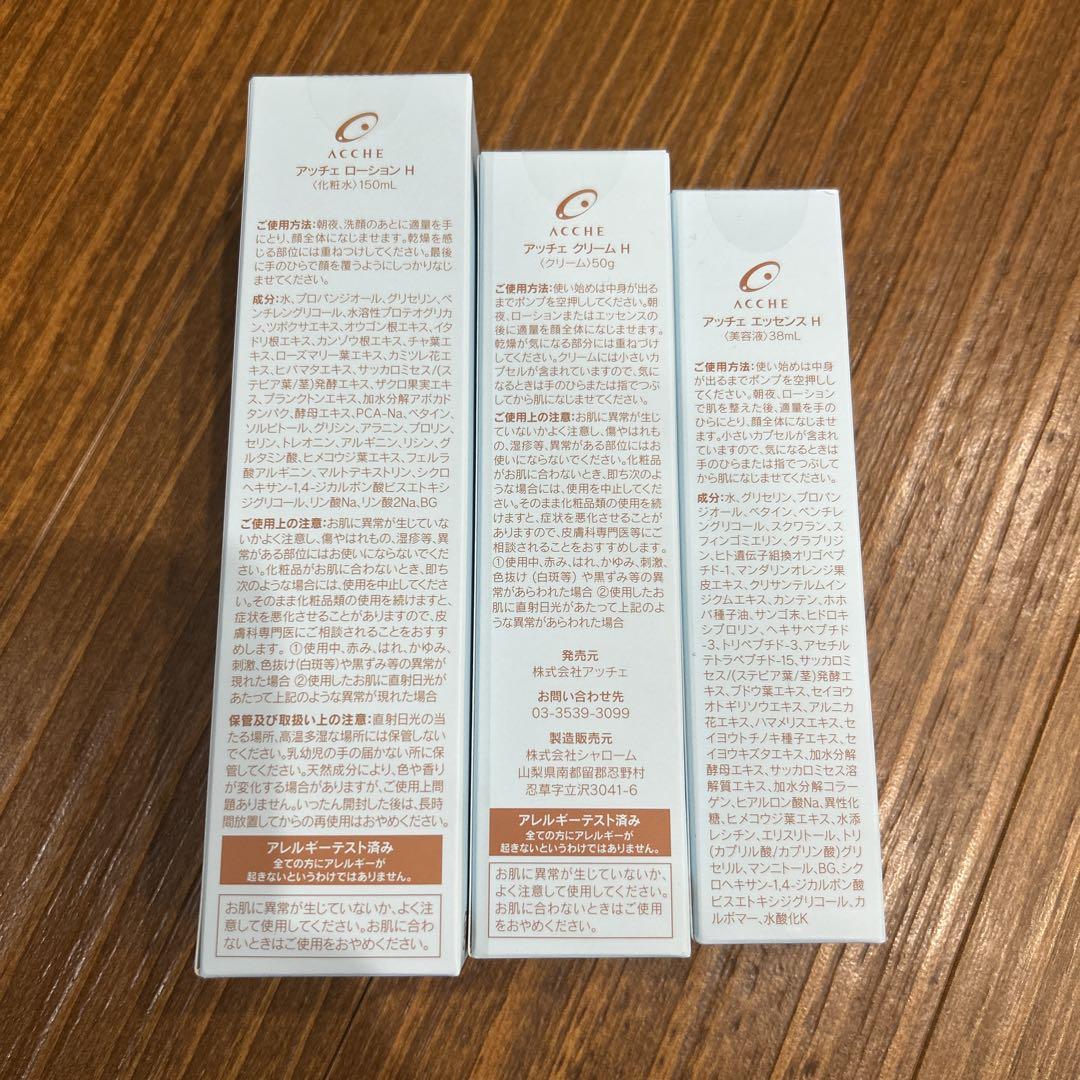 ACCHE
アッチェ ローション H
〈化粧水〉150mL
ご使用方法:朝夜、洗顔のあとに適量を手
にとり、顔全体になじませます。乾燥を感
じる部位には重ねつけしてください。最後
に手のひらで顔を覆うようにしっかりなじ
ませてください。
成分:水、プロパンジオール、グリセリン、ペ
ンチレングリコール、水溶性プロテオグリカ
ン、ツボクサエキス、オウゴン根エキス、イタ
ドリ根エキス、カンゾウ根エキス、チャ葉エ
キス、ローズマリー葉エキス、カミツレ花エ
キス、ヒバマタエキス、サッカロミセス/(ス
テビア葉/茎)発酵エキス、ザクロ果実エキ
ス、プランクトンエキス、加水分解アボカド
タンパク、酵母エキス、PCA-Na、ベタイン、
ソルビトール、グリシン、アラニン、プロリン、
セリン、トレオニン、アルギニン、リシン、グ
ルタミン酸、ヒメコウジ葉エキス、フェルラ
酸アルギニン、マルトデキストリン、シクロ
ヘキサン-1,4-ジカルボン酸ビスエトキシ
ジグリコール、リン酸Na、リン酸2Na、BG
ご使用上の注意:お肌に異常が生じていな
いかよく注意し、傷やはれもの、湿疹等、異
常がある部位にはお使いにならないでくだ
さい。化粧品がお肌に合わないとき、即ち
次のような場合には、使用を中止してくださ
い。そのまま化粧品類の使用を続けますと、
症状を悪化させることがありますので、皮
膚科専門医にご相談されることをおすす
めします。 ①使用中、赤み、はれ、かゆみ、
刺激、色抜け(白斑等)や黒ずみ等の異常が
現れた場合 ②使用したお肌に直射日光が
あたって上記のような異常が現れた場合
保管及び取扱い上の注意:直射日光の当
たる場所、高温多湿な場所には保管しない
でください。乳幼児の手の届かない所に保
管してください。天然成分により、色や香り
が変化する場合がありますが、ご使用上問
題ありません。いったん開封した後は、長時
間放置してからの再使用はおやめください。
アレルギーテスト済み
全ての方にアレルギーが
起きないというわけではありません。
お肌に異常が生じていないか、よく注
意して使用してください。お肌に合わ
ないときはご使用をおやめください。
ACCHE
アッチェ クリーム H
〈クリーム〉50g
ご使用方法:使い始めは中身が出る
までポンプを空押ししてください。朝
夜、ローションまたはエッセンスの
後に適量を顔全体になじませます。
乾燥が気になる部分には重ねづけ
してください。クリームには小さいカ
プセルが含まれていますので、気に
なるときは手のひらまたは指でつぶ
してから肌になじませてください。
ご使用上の注意:お肌に異常が生じ
ていないかよく注意し、傷やはれも
の、湿疹等、異常がある部位にはお
使いにならないでください。化粧品
がお肌に合わないとき、即ち次のよ
うな場合には、使用を中止してくださ
い。そのまま化粧品類の使用を続
けますと、症状を悪化させることが
ありますので、皮膚科専門医等にご
相談されることをおすすめします。
①使用中、赤み、はれ、かゆみ、刺激、
色抜け(白斑等) や黒ずみ等の異
常があらわれた場合 ②使用したお
肌に直射日光があたって上記のよ
うな異常があらわれた場合
発売元
株式会社アッチェ
お問い合わせ先
03-3539-3099
製造販売元
株式会社シャローム
山梨県南都留郡忍野村
忍草字立沢3041-6
アレルギーテスト済み
全ての方にアレルギーが
起きないというわけではありません。
お肌に異常が生じていないか、
よく注意して使用してください。
お肌に合わないときはご使用
をおやめください。
ACCHE
アッチェ エッセンス H
〈美容液〉38mL
ご使用方法:使い始めは中身
が出るまでポンプを空押しし
てください。朝夜、ローション
で肌を整えた後、適量を手の
ひらにとり、顔全体になじませ
ます。小さいカプセルが含まれ
ていますので、気になるときは
手のひらまたは指でつぶして
から肌になじませてください。
成分:水、グリセリン、プロパン
ジオール、ベタイン、ペンチレ
ングリコール、スクワラン、ス
フィンゴミエリン、グラブリジ
ン、ヒト遺伝子組換オリゴペプ
チド-1、マンダリンオレンジ果
皮エキス、クリサンテルムイン
ジクムエキス、カンテン、ホホ
バ種子油、サンゴ末、ヒドロキ
シプロリン、ヘキサペプチド
-3、トリペプチド-3、アセチル
テトラペプチド-15、サッカロミ
セス/(ステビア葉/茎)発酵エ
キス、ブドウ葉エキス、セイヨウ
オトギリソウエキス、アルニカ
花エキス、ハマメリスエキス、セ
イヨウトチノキ種子エキス、セ
イヨウキズタエキス、加水分解
酵母エキス、サッカロミセス溶
解質エキス、加水分解コラー
ゲン、ヒアルロン酸Na、異性化
糖、ヒメコウジ葉エキス、水添
レシチン、エリスリトール、トリ
(カプリル酸/カプリン酸)グリ
セリル、マンニトール、BG、シク
ロヘキサン-1,4-ジカルボン酸
ビスエトキシジグリコール、カ
ルボマー、水酸化K